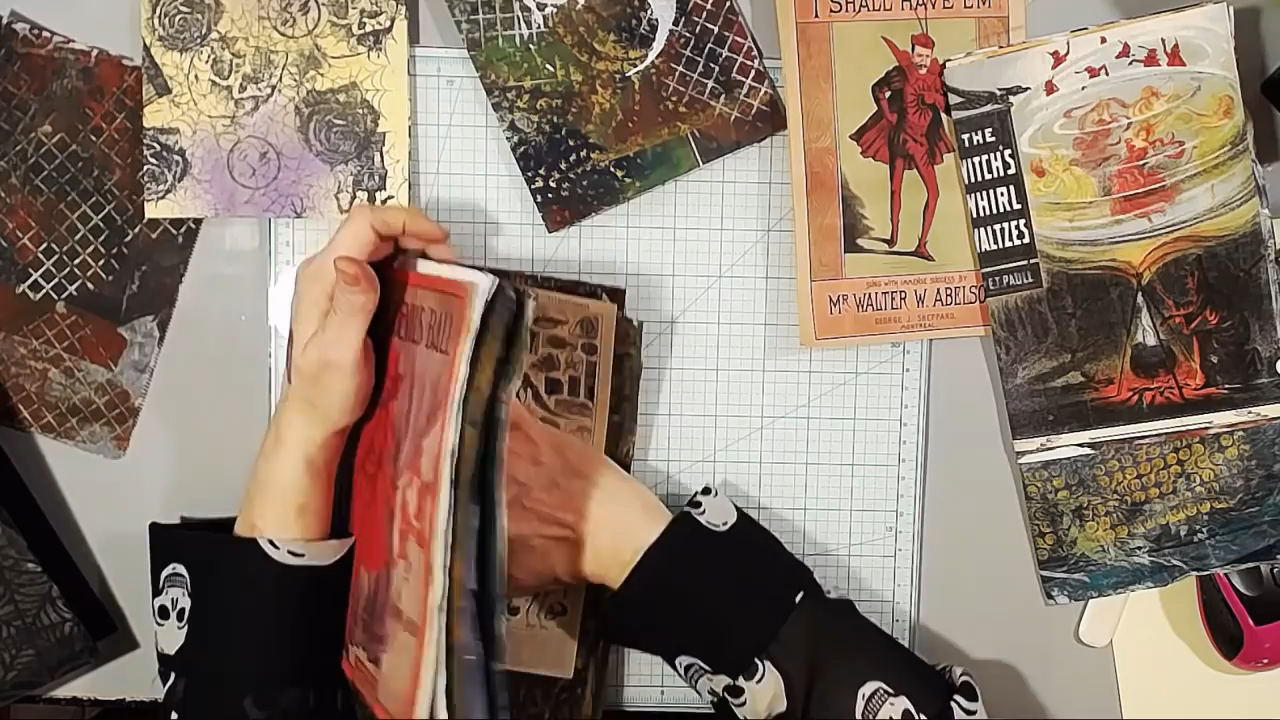 I SHALL HAVE EM
SUNG WITH IMMENSE SUCCESS BY
MR WALTER W. ABELSO
GEORGE J. SHEPPARD,
MONTREAL.
THE
WITCH'S
WHIRL
WALTZES
ET PAULL
BALL